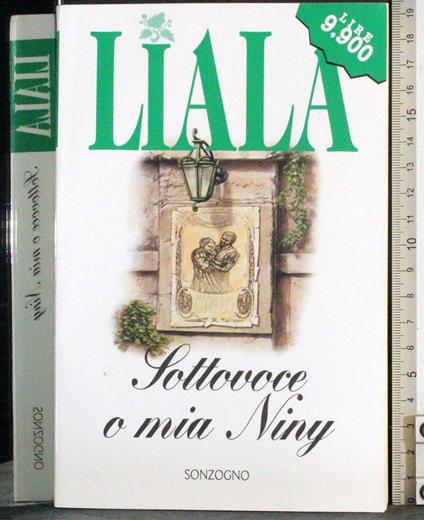 LIALA
LIRE
9.900
Sottovoce
o mia Niny
SONZOGNO
LIALA
Sottovoce o mia Niny
SONZOGNO